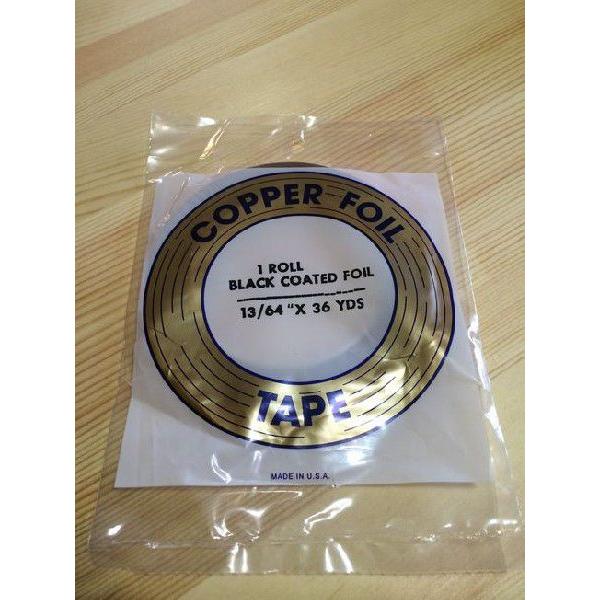 COPPER FOIL
1 ROLL
BLACK COATED FOIL
13/64 "X 36 YDS
TAPE
MADE IN U.S.A.